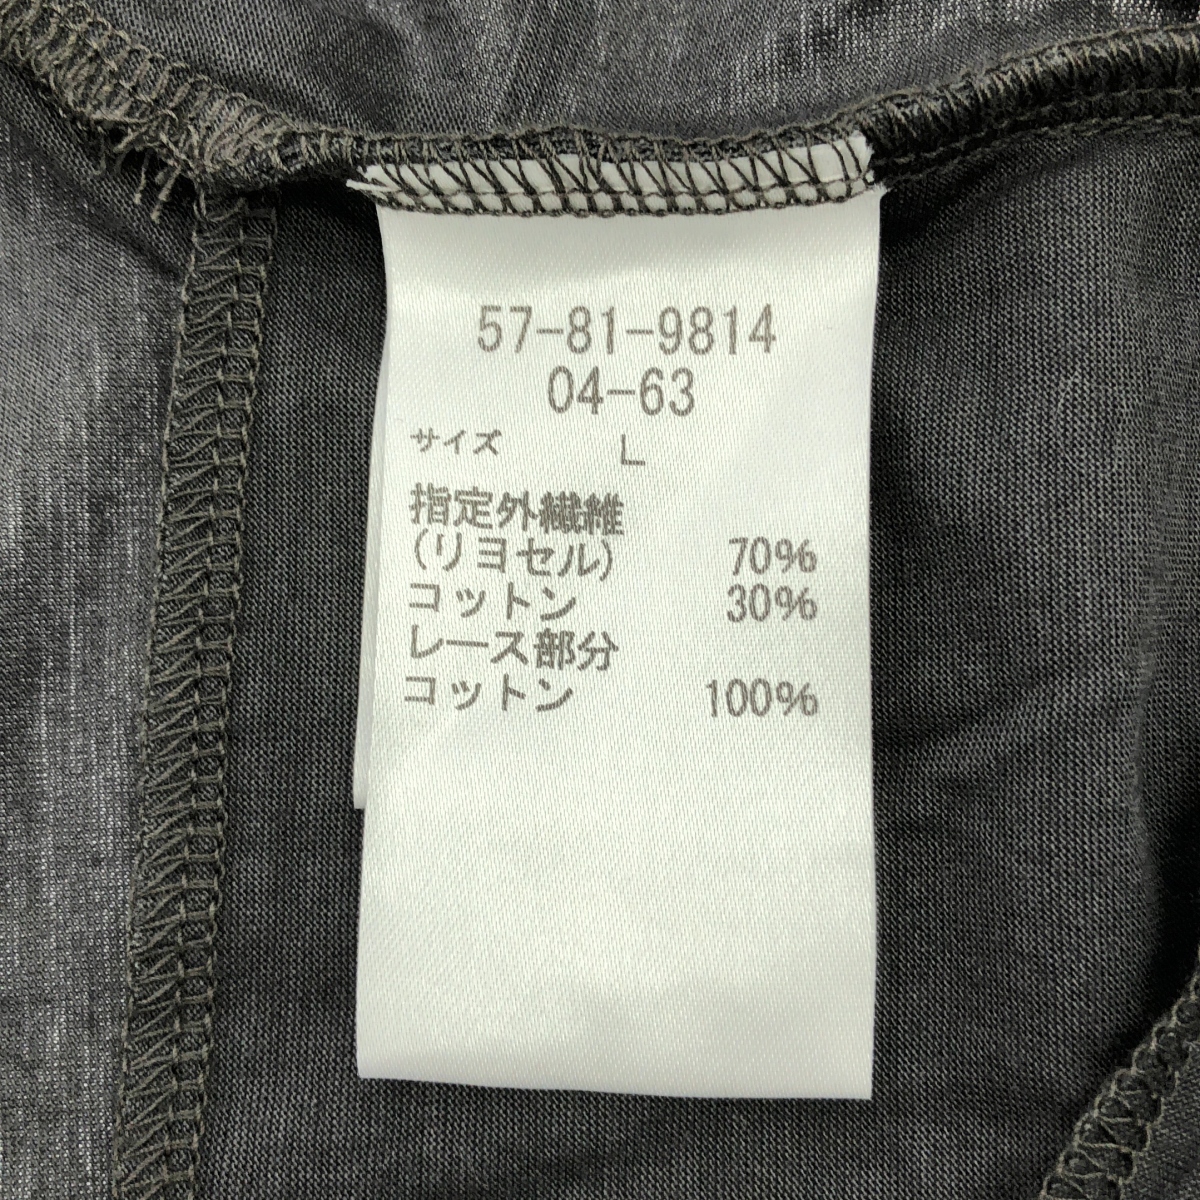 57-81-9814
04-63
サイズ L
指定外繊維
(リヨセル) 70%
コットン 30%
レース部分
コットン 100%